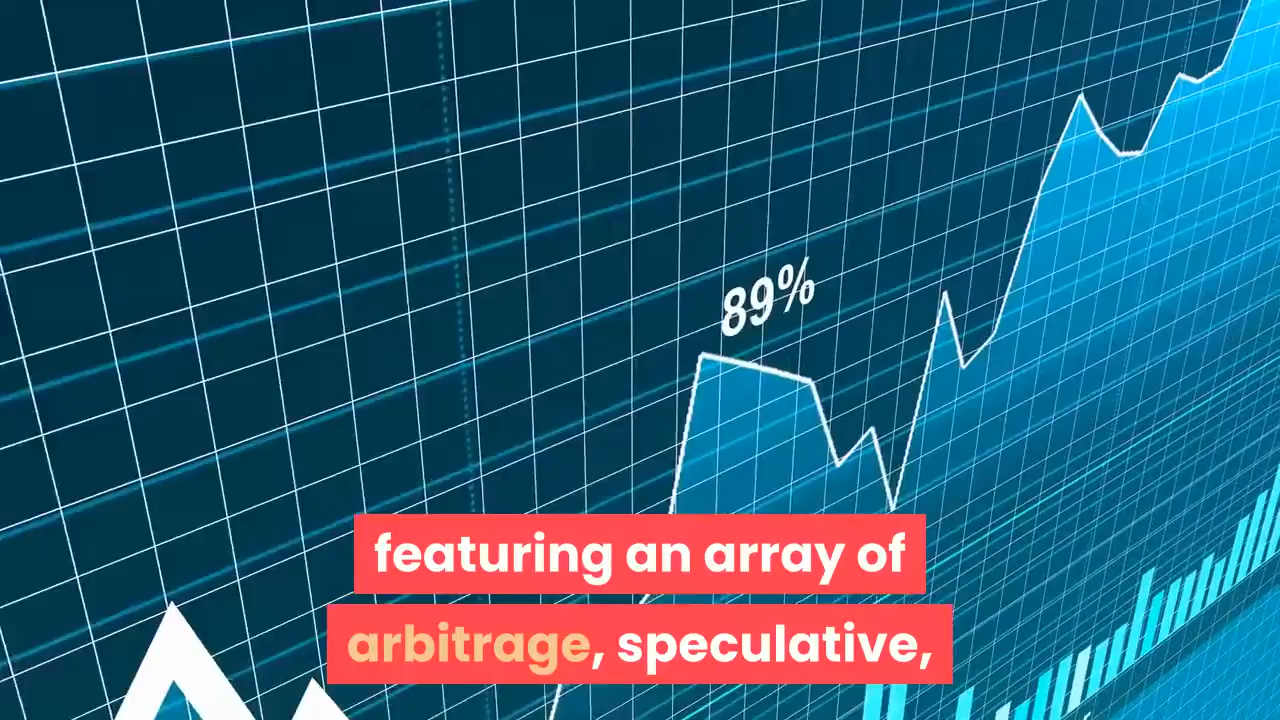 89%
featuring an array of
arbitrage, speculative,